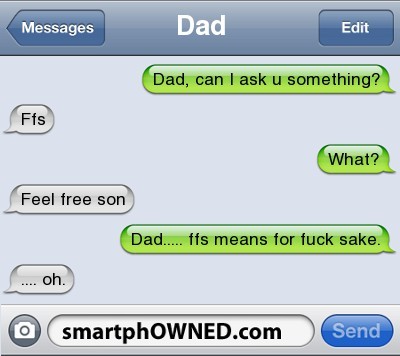 Messages
Dad
Edit
Dad, can I ask u something?
Ffs
What?
Feel free son
Dad..... ffs means for fuck sake.
.... oh.
smartphOWNED.com
Send